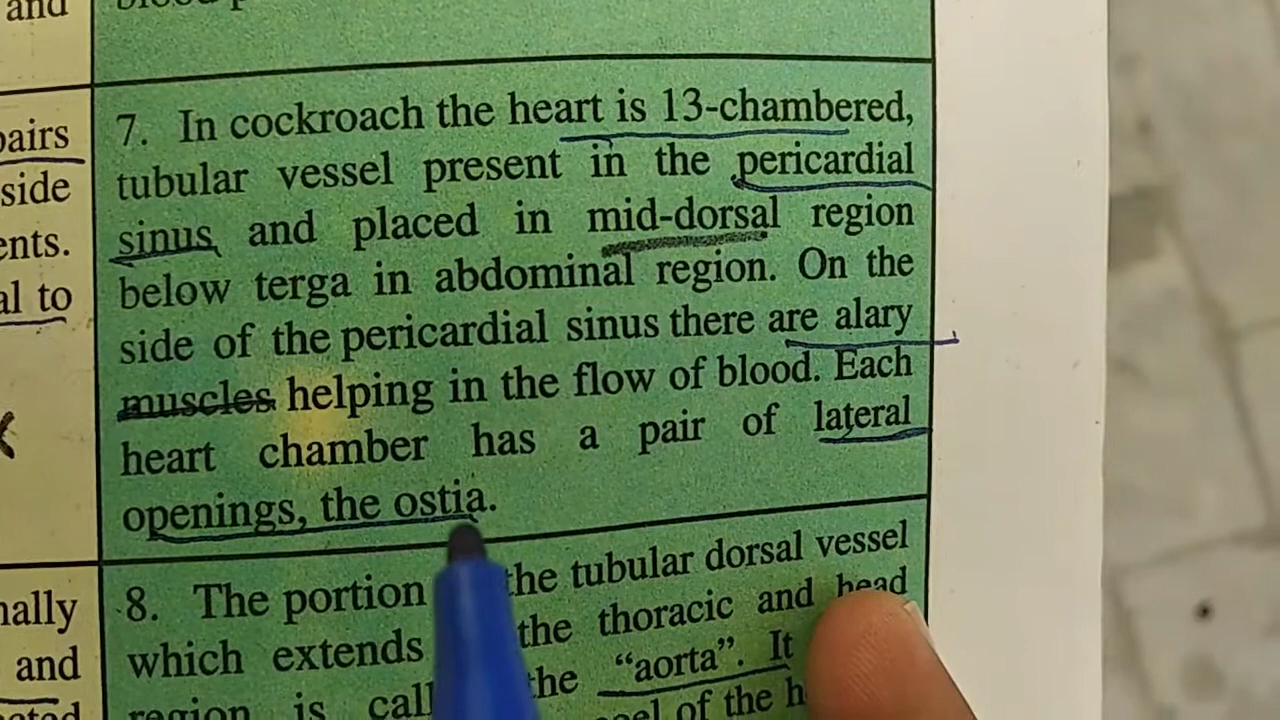 and
pairs
side
ents.
al to
nally
and
7. In cockroach the heart is 13-chambered,
tubular vessel present in the pericardial
sinus and placed in mid-dorsal region
below terga in abdominal region. On the
side of the pericardial sinus there are alary
muscles helping in the flow of blood. Each
heart chamber has a pair of lateral
openings, the ostia.
8. The portion the tubular dorsal vessel
which extends the thoracic and head
region is call the “aorta”. It
of the